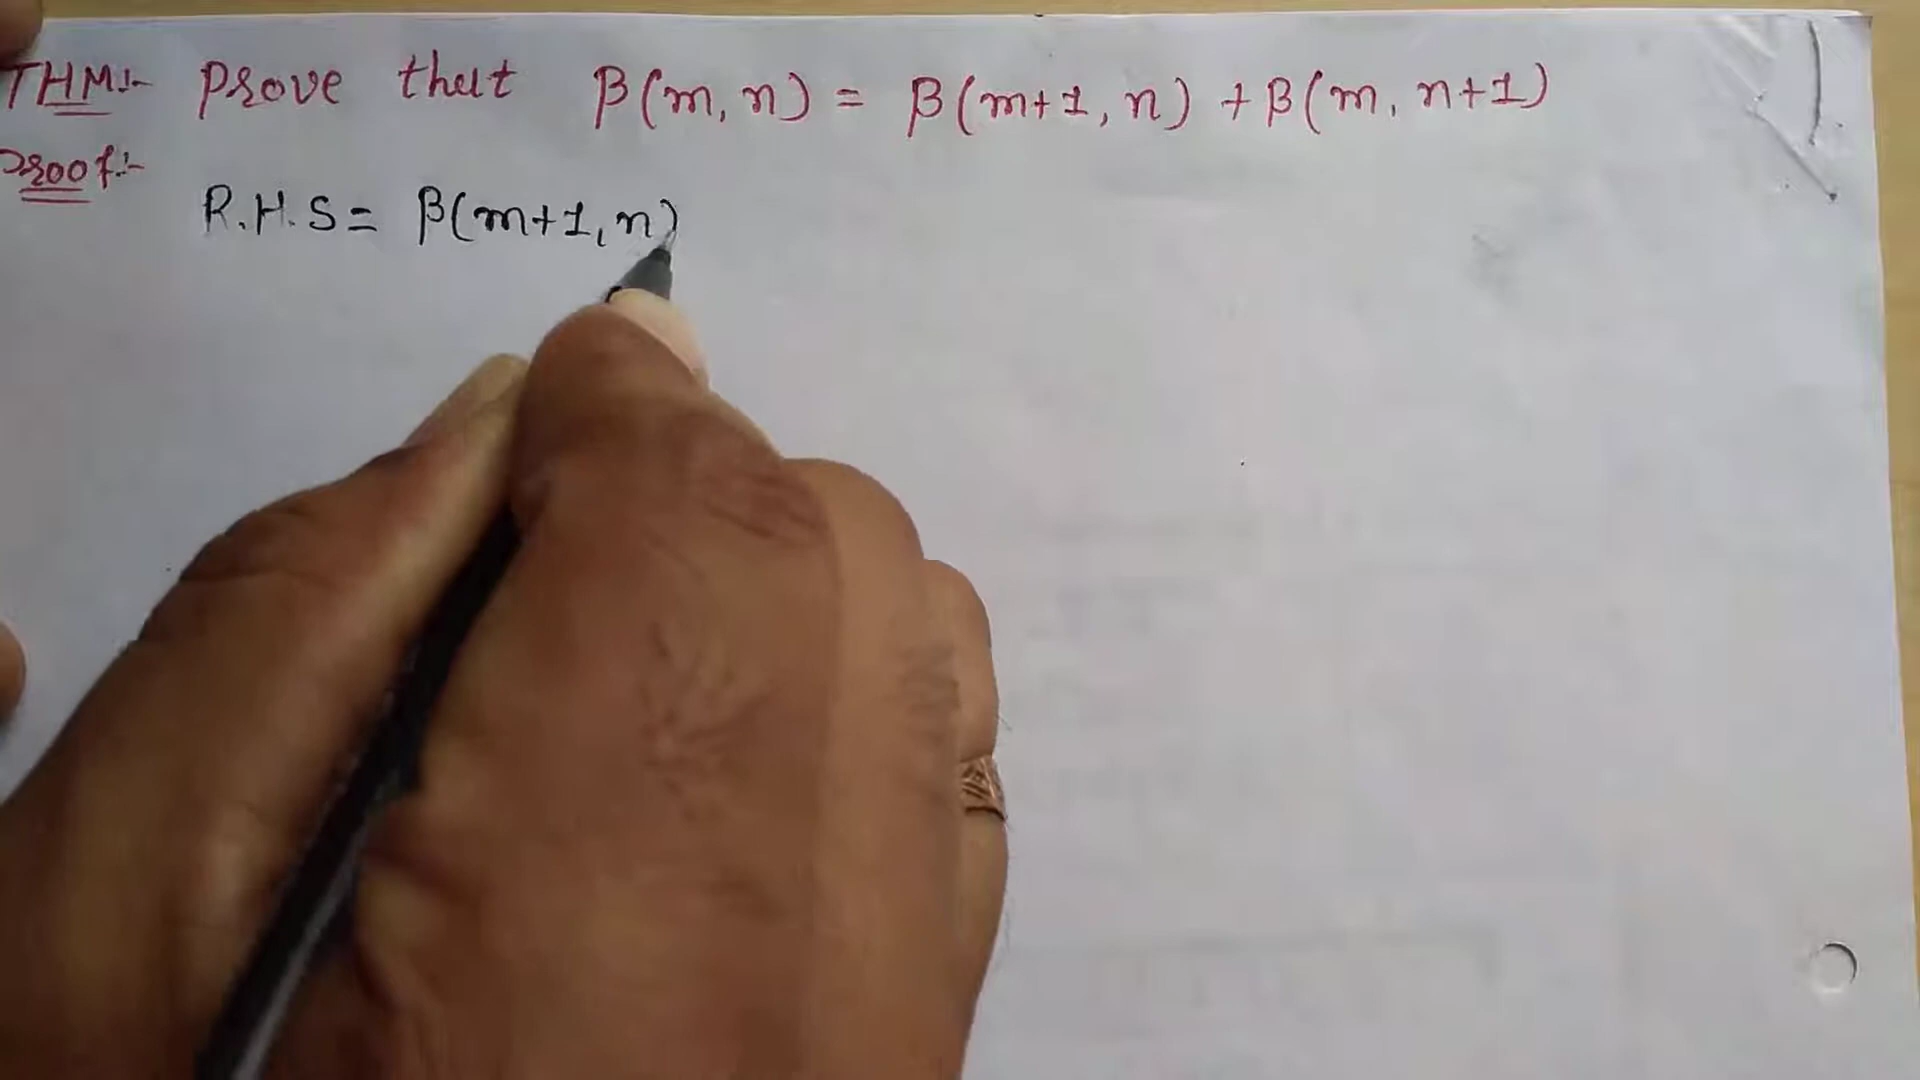 THM:- Prove that β(m, n) = β(m+1, n) + β(m, n+1)
Proof:-
R.H.S = β(m+1, n)